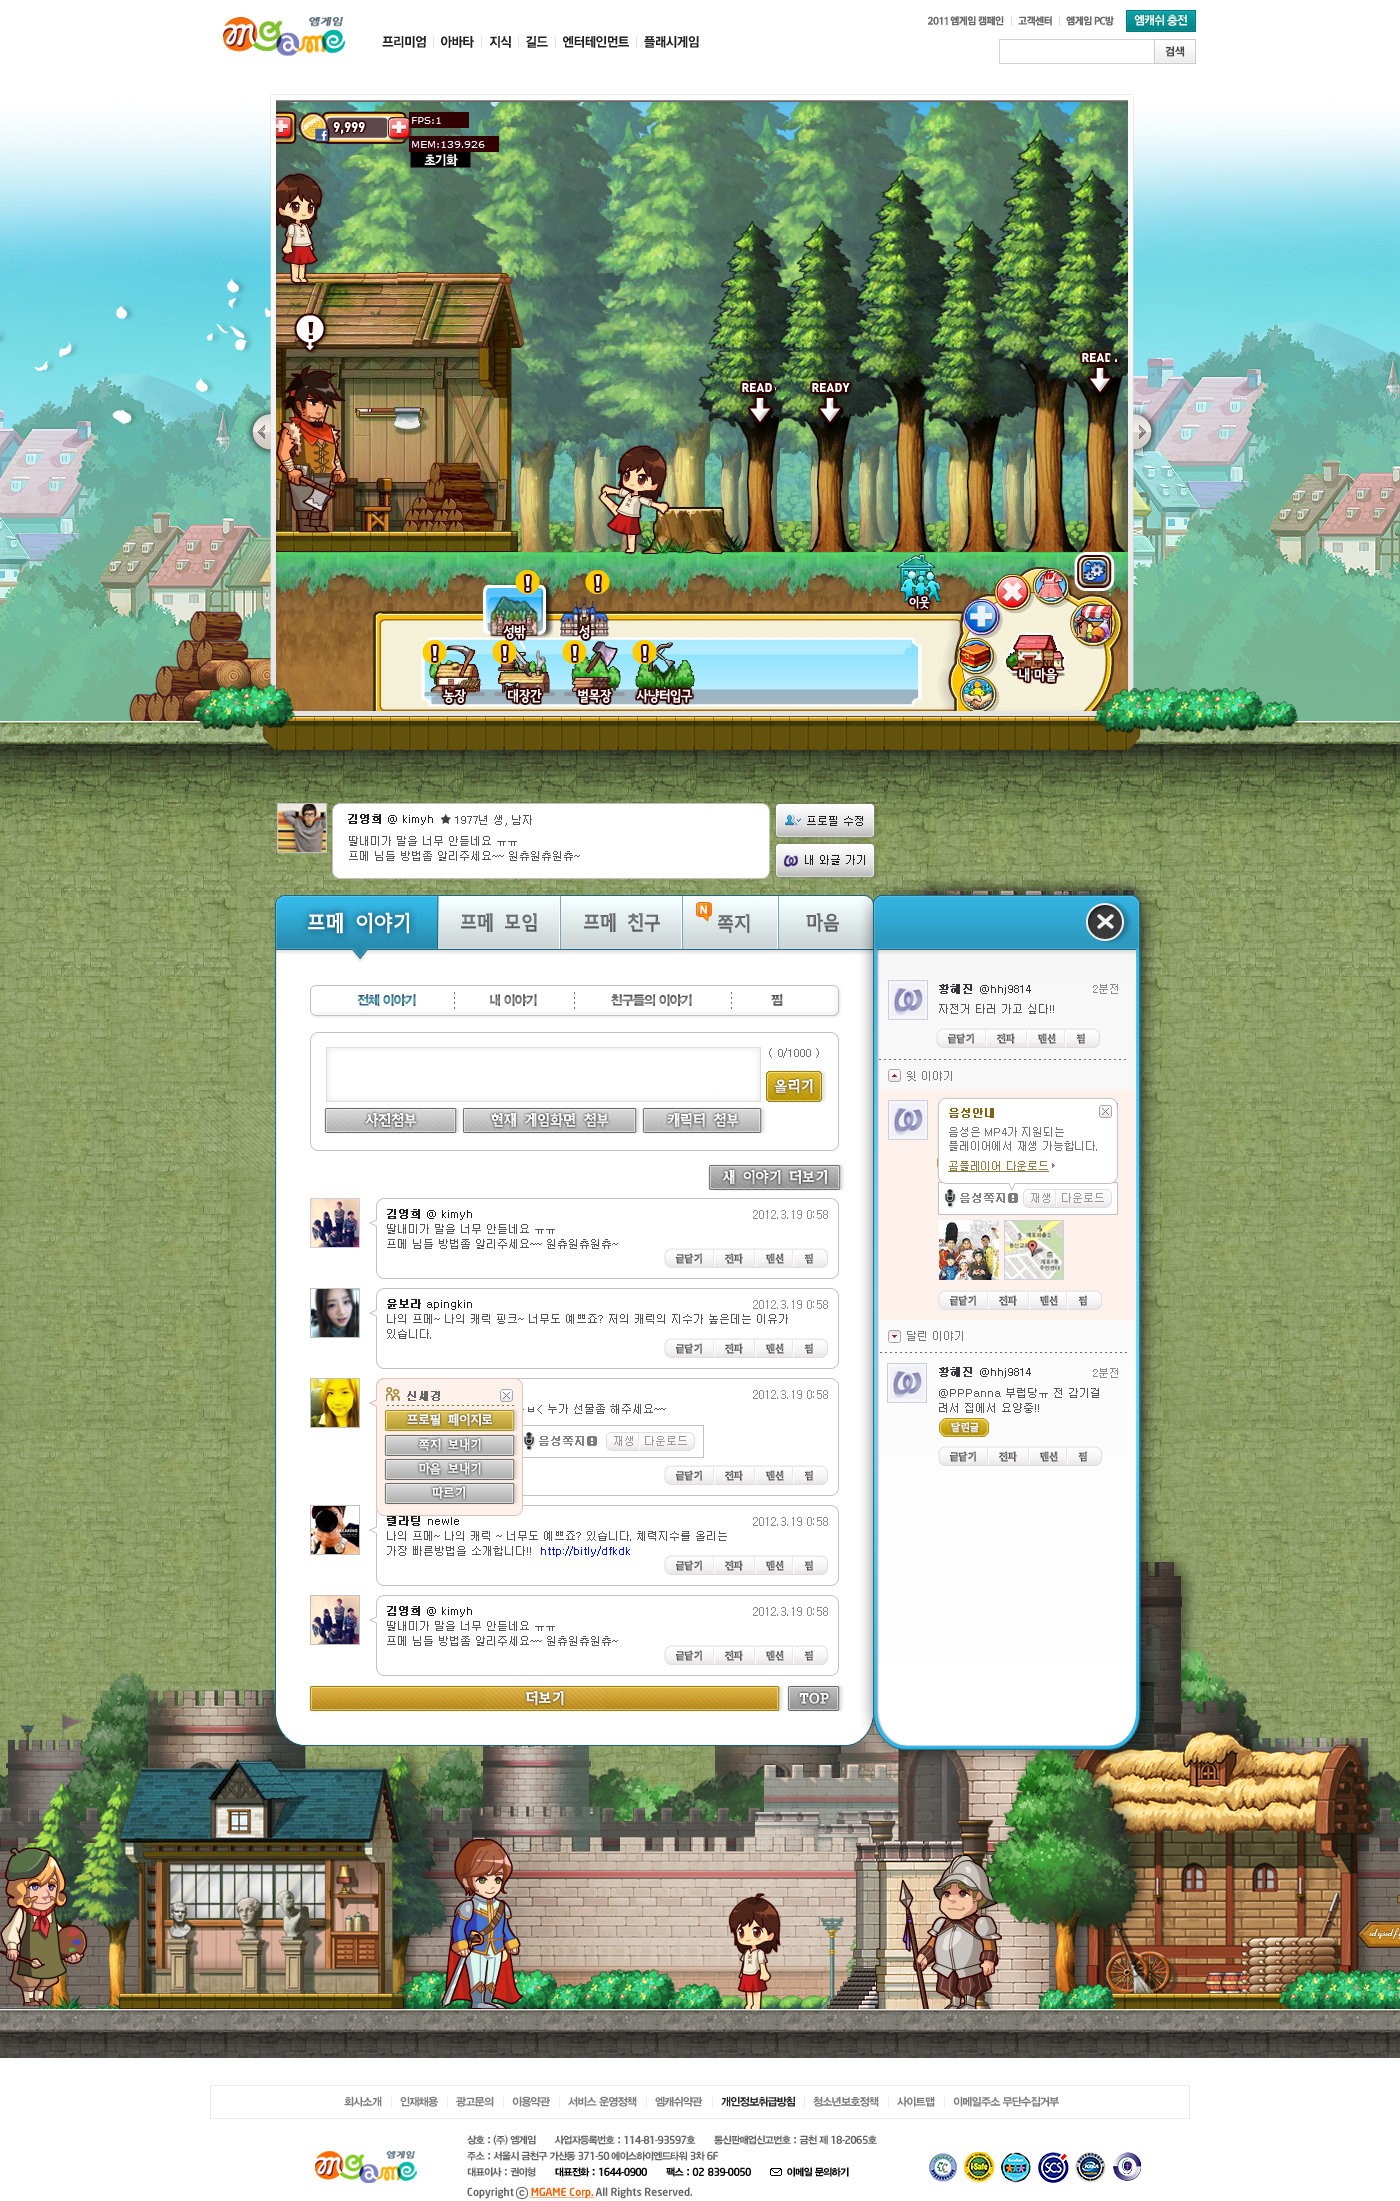 엠게임
mgame
프리미엄 아바타 지식 길드 엔터테인먼트 플래시게임
2011 엠게임 캠페인 고객센터 엠게임 PC방 엠캐쉬 충전
검색
9,999
FPS:1
MEM:139.926
초기화
READ
READY
READ
이웃
성밖
성
내 마을
농장
대장간
벌목장
사냥터입구
김영희 @ kimyh ★ 1977년 생, 남자
딸내미가 말을 너무 안듣네요 ㅠㅠ
프메 님들 방법좀 알리주세요~~ 원츄원츄원츄~
프로필 수정
내 와글 가기
프메 이야기
프메 모임
프메 친구
N 쪽지
마음
전체 이야기 내 이야기 친구들의 이야기 찜
( 0/1000 )
올리기
사진첨부 현재 게임화면 첨부 캐릭터 첨부
새 이야기 더보기
김영희 @ kimyh 2012.3.19 0:58
딸내미가 말을 너무 안듣네요 ㅠㅠ
프메 님들 방법좀 알리주세요~~ 원츄원츄원츄~
끝닿기 전파 멘션 찜
윤보라 apingkin 2012.3.19 0:58
나의 프메~ 나의 캐릭 핑크~ 너무도 예쁘죠? 저의 캐릭의 지수가 높은데는 이유가
있습니다.
끝닿기 전파 멘션 찜
신세경
프로필 페이지로
쪽지 보내기
마음 보내기
따르기
2012.3.19 0:58
ㅂ< 누가 선물좀 해주세요~~
음성쪽지 재생 다운로드
끝닿기 전파 멘션 찜
렐라팅 newle 2012.3.19 0:58
나의 프메~ 나의 캐릭 ~ 너무도 예쁘죠? 있습니다. 체력지수를 올리는
가장 빠른방법을 소개합니다!! http://bitly/dfkdk
끝닿기 전파 멘션 찜
김영희 @ kimyh 2012.3.19 0:58
딸내미가 말을 너무 안듣네요 ㅠㅠ
프메 님들 방법좀 알리주세요~~ 원츄원츄원츄~
끝닿기 전파 멘션 찜
더보기
TOP
황혜진 @hhj9814 2분전
자전거 타러 가고 싶다!!
끝닿기 전파 멘션 찜
윗 이야기
음성안내
음성은 MP4가 지원되는
플레이어에서 재생 가능합니다.
곰플레이어 다운로드
음성쪽지 재생 다운로드
끝닿기 전파 멘션 찜
달린 이야기
황혜진 @hhj9814 2분전
@PPPanna 부럽당ㅠ 전 감기걸
려서 집에서 요양중!!
달린글
끝닿기 전파 멘션 찜
회사소개 인재채용 광고문의 이용약관 서비스 운영정책 엠캐쉬약관 개인정보취급방침 청소년보호정책 사이트맵 이메일주소 무단수집거부
엠게임
mgame
상호 : (주) 엠게임 사업자등록번호 : 114-81-93597호 통신판매업신고번호 : 금천 제 18-2065호
주소 : 서울시 금천구 가산동 371-50 에이스하이엔드타워 3차 6F
대표이사 : 권이형 대표전화 : 1644-0900 팩스 : 02 839-0050 이메일 문의하기
Copyright ⓒ MGAME Corp. All Rights Reserved.